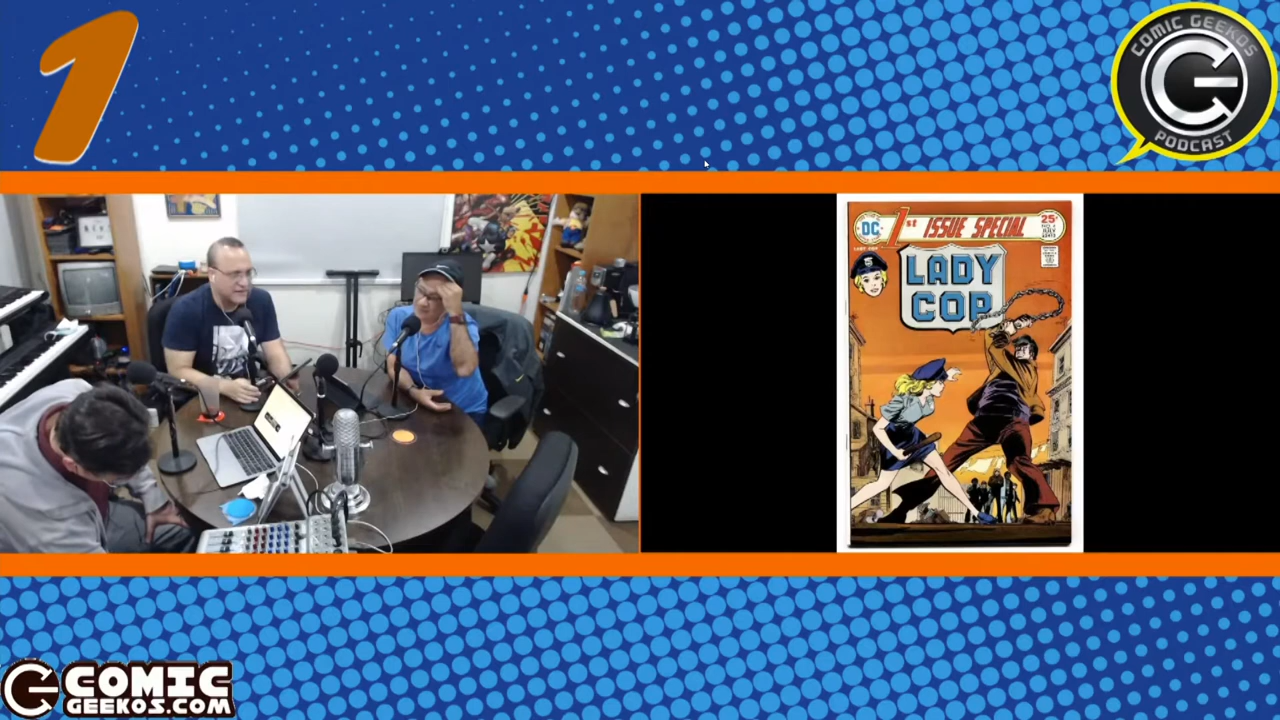 1
COMIC GEEKOS
PODCAST
DC
1st ISSUE SPECIAL
25¢
LADY
COP
COMIC
GEEKOS.COM